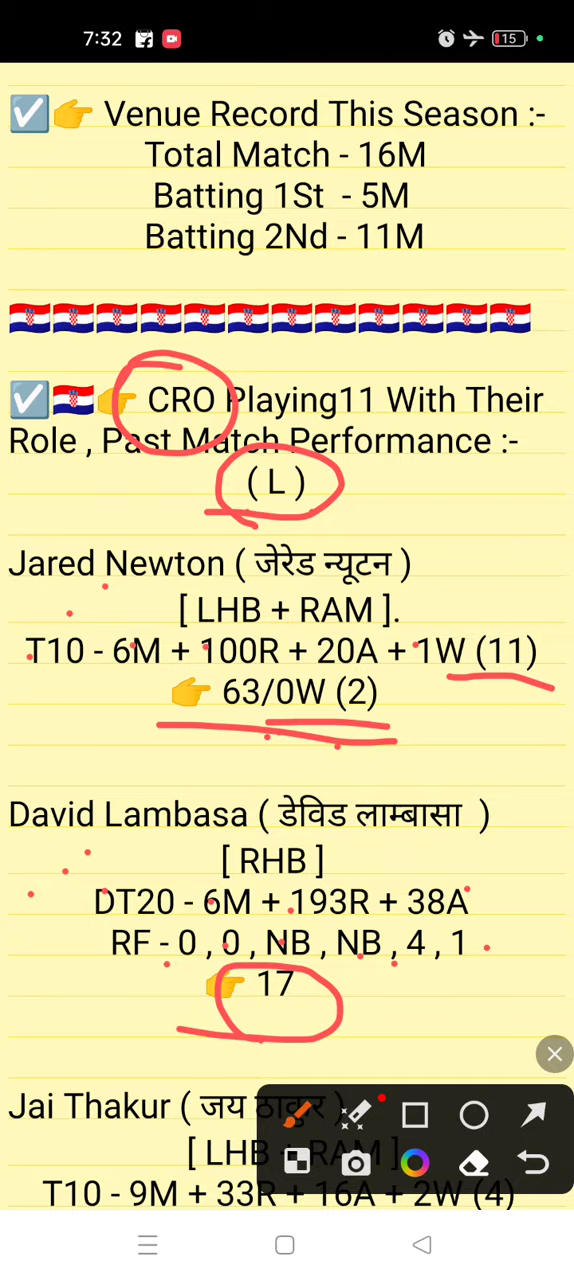 7:32
15
☑️👉 Venue Record This Season :-
Total Match - 16M
Batting 1St - 5M
Batting 2Nd - 11M
☑️🇭🇷👉 CRO Playing11 With Their
Role , Past Match Performance :-
( L )
Jared Newton ( जेरेड न्यूटन )
[ LHB + RAM ].
T10 - 6M + 100R + 20A + 1W (11)
👉 63/0W (2)
David Lambasa ( डेविड लाम्बासा )
[ RHB ]
DT20 - 6M + 193R + 38A
RF - 0 , 0 , NB , NB , 4 , 1
👉 17
Jai Thakur ( जय ठाकुर )
[ LHB + RAM ]
T10 - 9M + 33R + 16A + 2W (4)